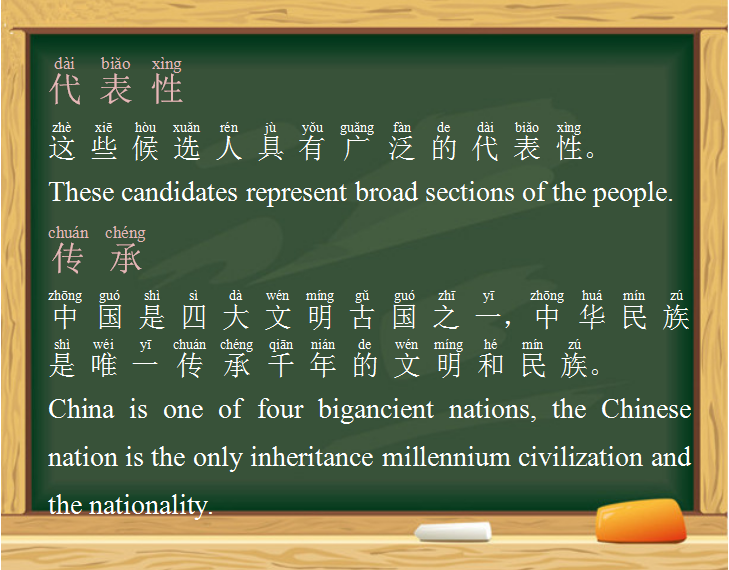 dài biǎo xìng
代表性
zhè xiē hòu xuǎn rén jù yǒu guǎng fàn de dài biǎo xìng
这些候选人具有广泛的代表性。
These candidates represent broad sections of the people.
chuán chéng
传承
zhōng guó shì sì dà wén míng gǔ guó zhī yī zhōng huá mín zú
中国是四大文明古国之一，中华民族
shì wéi yī chuán chéng qiān nián de wén míng hé mín zú
是唯一传承千年的文明和民族。
China is one of four bigancient nations, the Chinese
nation is the only inheritance millennium civilization and
the nationality.